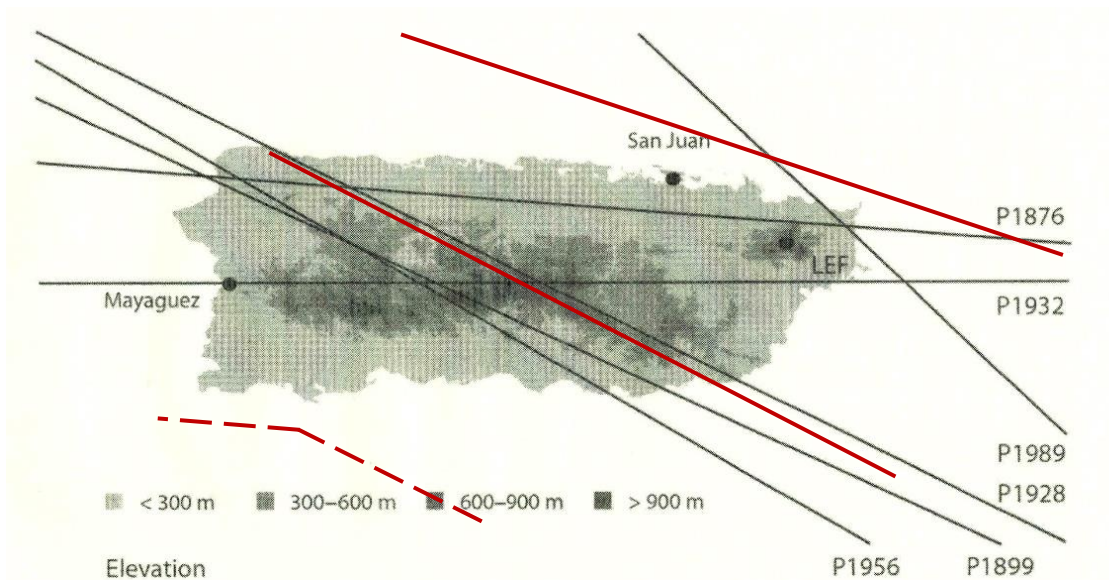 San Juan
P1876
LEF
Mayaguez
P1932
P1989
P1928
< 300 m
300–600 m
600–900 m
> 900 m
Elevation
P1956
P1899